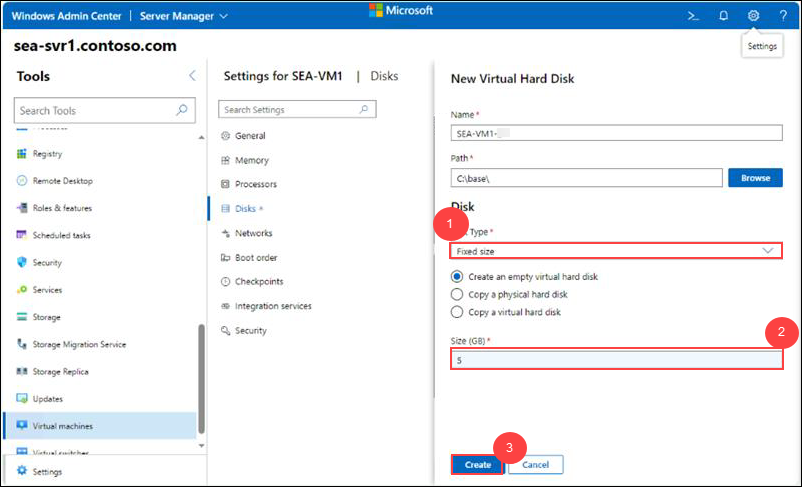 Windows Admin Center | Server Manager
Microsoft
Settings
sea-svr1.contoso.com
Tools
Search Tools
Registry
Remote Desktop
Roles & features
Scheduled tasks
Security
Services
Storage
Storage Migration Service
Storage Replica
Updates
Virtual machines
Virtual switches
Settings
Settings for SEA-VM1 | Disks
Search Settings
General
Memory
Processors
Disks *
Networks
Boot order
Checkpoints
Integration services
Security
New Virtual Hard Disk
Name *
SEA-VM1-
Path *
C:\base\
Browse
Disk
1
Type *
Fixed size
Create an empty virtual hard disk
Copy a physical hard disk
Copy a virtual hard disk
2
Size (GB) *
5
3
Create
Cancel